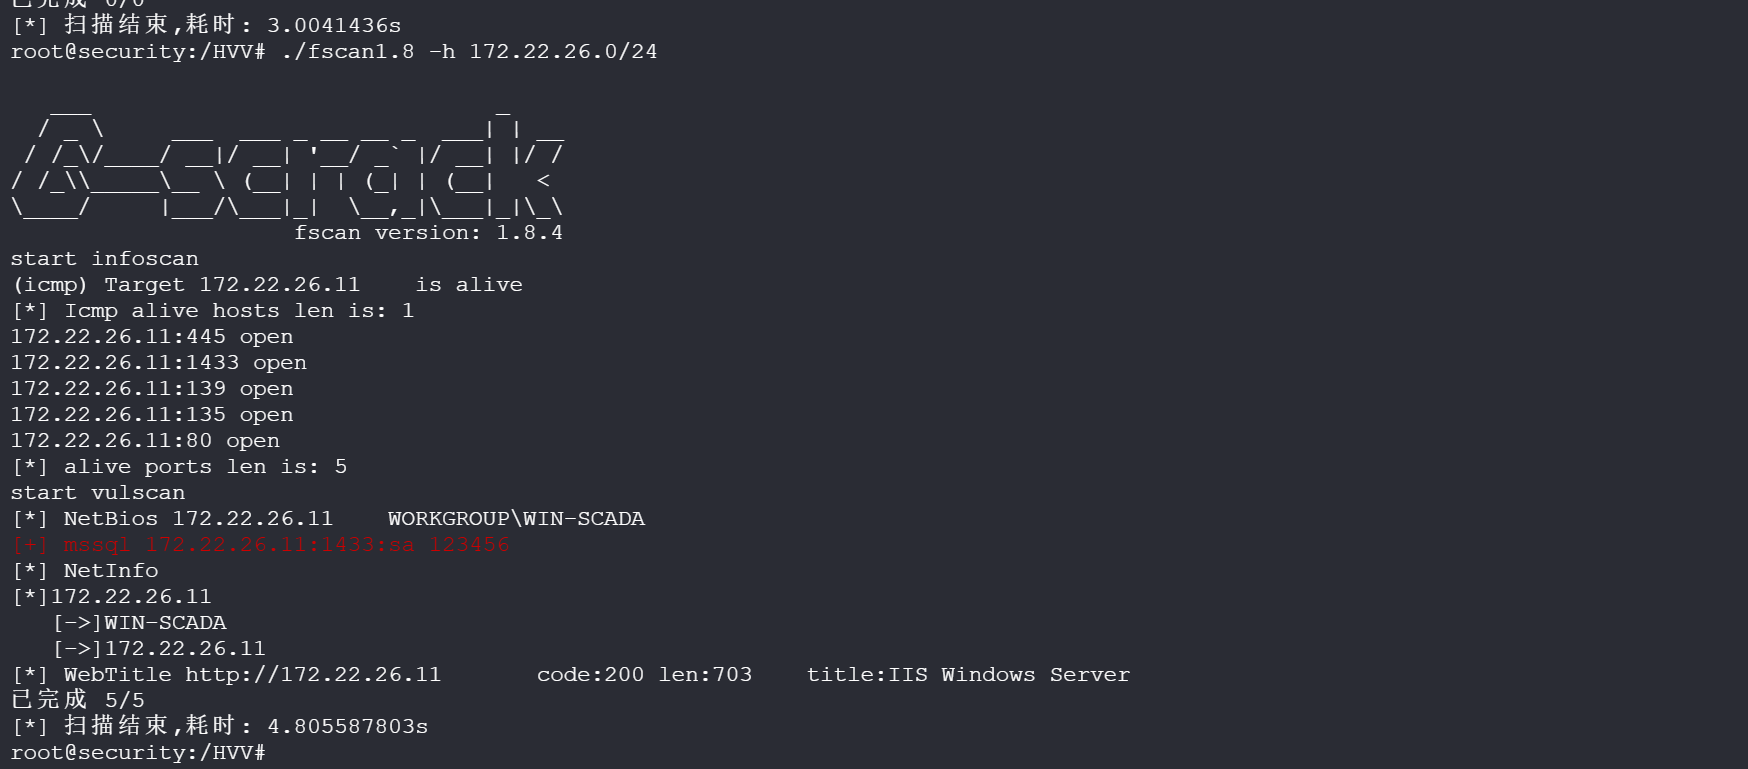 已完成 0/0
[*] 扫描结束,耗时: 3.0041436s
root@security:/HVV# ./fscan1.8 -h 172.22.26.0/24
   ___                              _
  / _ \     ___  ___ _ __ __ _  ___| | __
 / /_\/____/ __|/ __| '__/ _` |/ __| |/ /
/ /_\\_____\__ \ (__| | | (_| | (__|   <
\____/     |___/\___|_|  \__,_|\___|_|\_\
                     fscan version: 1.8.4
start infoscan
(icmp) Target 172.22.26.11    is alive
[*] Icmp alive hosts len is: 1
172.22.26.11:445 open
172.22.26.11:1433 open
172.22.26.11:139 open
172.22.26.11:135 open
172.22.26.11:80 open
[*] alive ports len is: 5
start vulscan
[*] NetBios 172.22.26.11    WORKGROUP\WIN-SCADA
[+] mssql 172.22.26.11:1433:sa 123456
[*] NetInfo
[*]172.22.26.11
   [->]WIN-SCADA
   [->]172.22.26.11
[*] WebTitle http://172.22.26.11       code:200 len:703    title:IIS Windows Server
已完成 5/5
[*] 扫描结束,耗时: 4.805587803s
root@security:/HVV#